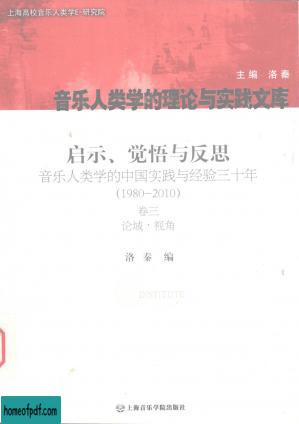 上海高校音乐人类学E-研究院
主编 洛秦
音乐人类学的理论与实践文库
启示、觉悟与反思
音乐人类学的中国实践与经验三十年
(1980-2010)
卷三
论域·视角
洛秦 编
INSTITUTE
上海音乐学院出版社
homeofpdf.com
homeofpdf.com